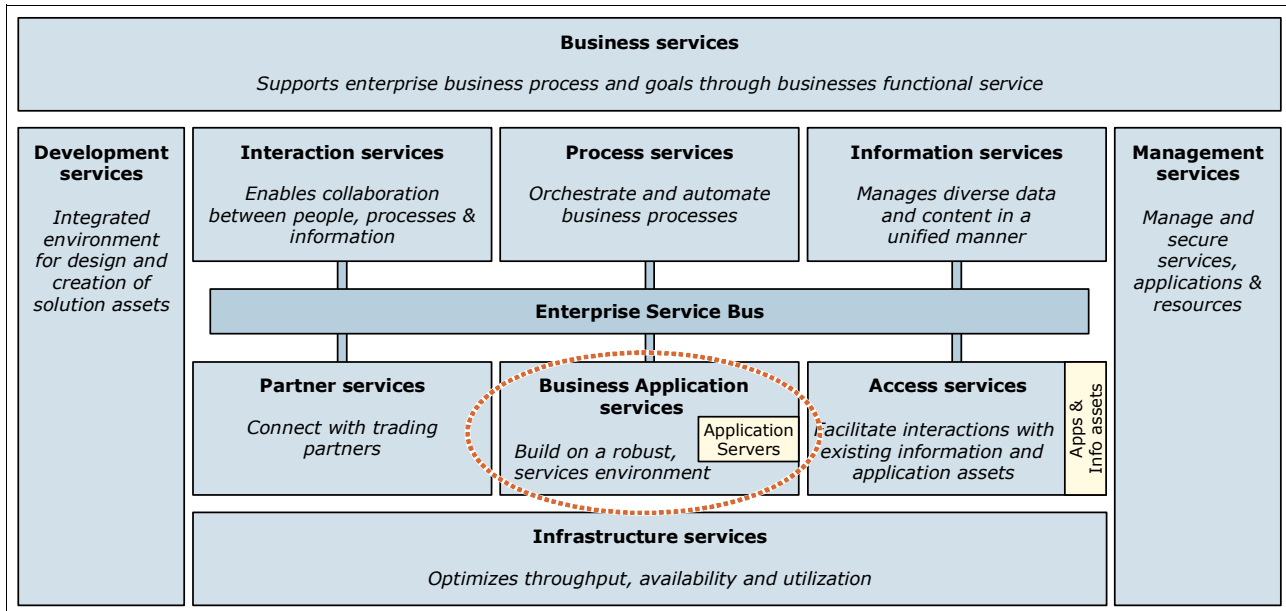 Business services
Supports enterprise business process and goals through businesses functional service
Development
services
Integrated
environment
for design and
creation of
solution assets
Interaction services
Enables collaboration
between people, processes &
information
Process services
Orchestrate and automate
business processes
Information services
Manages diverse data
and content in a
unified manner
Management
services
Manage and
secure
services,
applications &
resources
Enterprise Service Bus
Partner services
Connect with trading
partners
Business Application
services
Build on a robust,
services environment
Application
Servers
Access services
Facilitate interactions with
existing information and
application assets
Apps &
Info assets
Infrastructure services
Optimizes throughput, availability and utilization